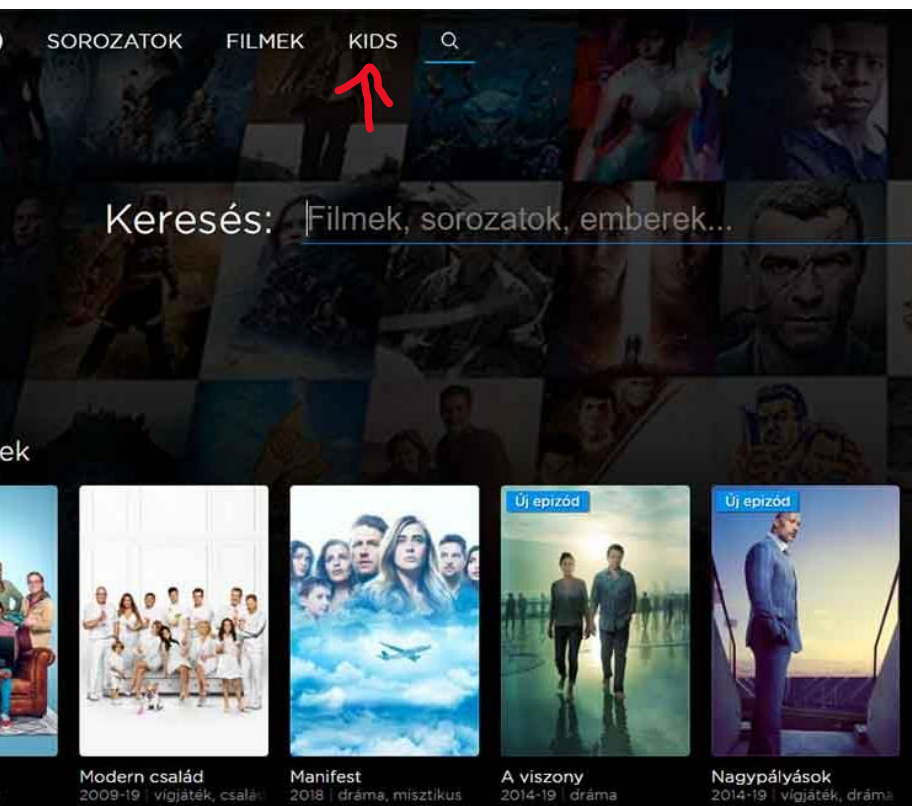 SOROZATOK FILMEK KIDS
Keresés: Filmek, sorozatok, emberek...
ek
Új epizód Új epizód
Modern család Manifest A viszony Nagypályások
2009-19 | vígjáték, család 2018 | dráma, misztikus 2014-19 | dráma 2014-19 | vígjáték, dráma